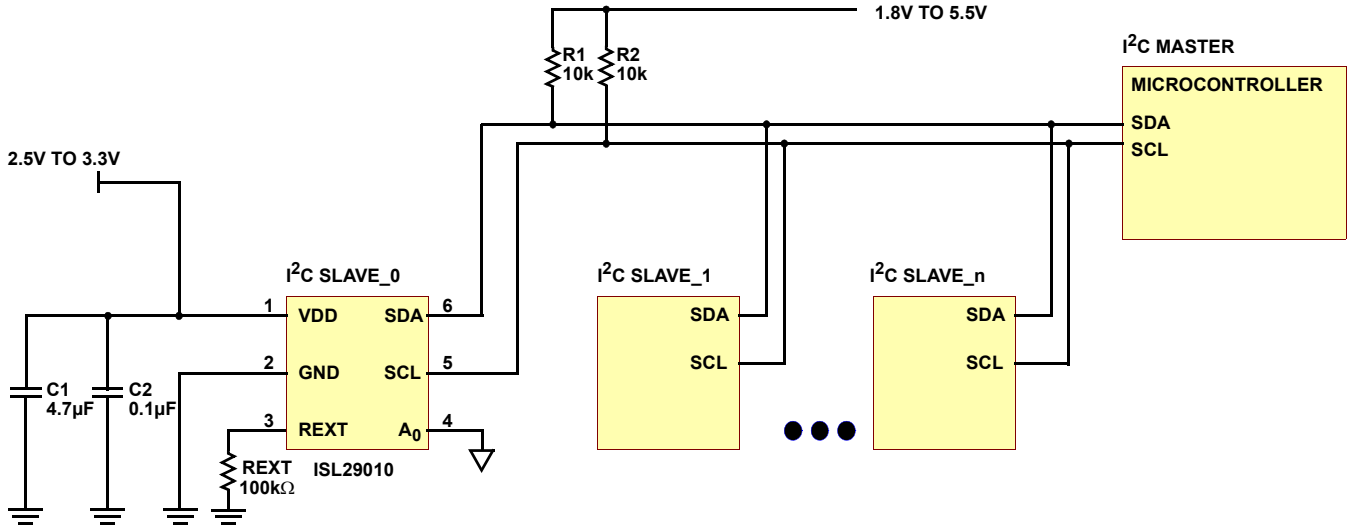 1.8V TO 5.5V
R1
10k
R2
10k
I²C MASTER
MICROCONTROLLER
SDA
SCL
2.5V TO 3.3V
I²C SLAVE_0
I²C SLAVE_1
I²C SLAVE_n
1
VDD
SDA
6
2
GND
SCL
5
3
REXT
A₀
4
SDA
SCL
SDA
SCL
C1
4.7µF
C2
0.1µF
REXT
100kΩ
ISL29010